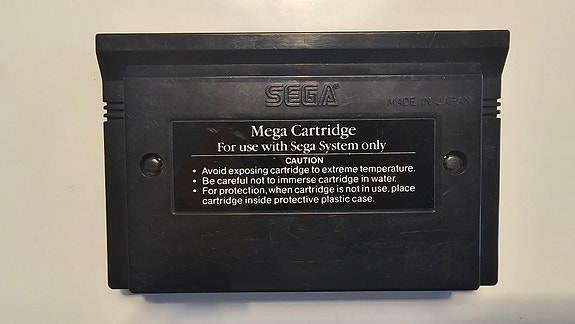 SEGA®
MADE IN JAPAN
Mega Cartridge
For use with Sega System only
CAUTION
• Avoid exposing cartridge to extreme temperature.
• Be careful not to immerse cartridge in water.
• For protection, when cartridge is not in use, place
cartridge inside protective plastic case.